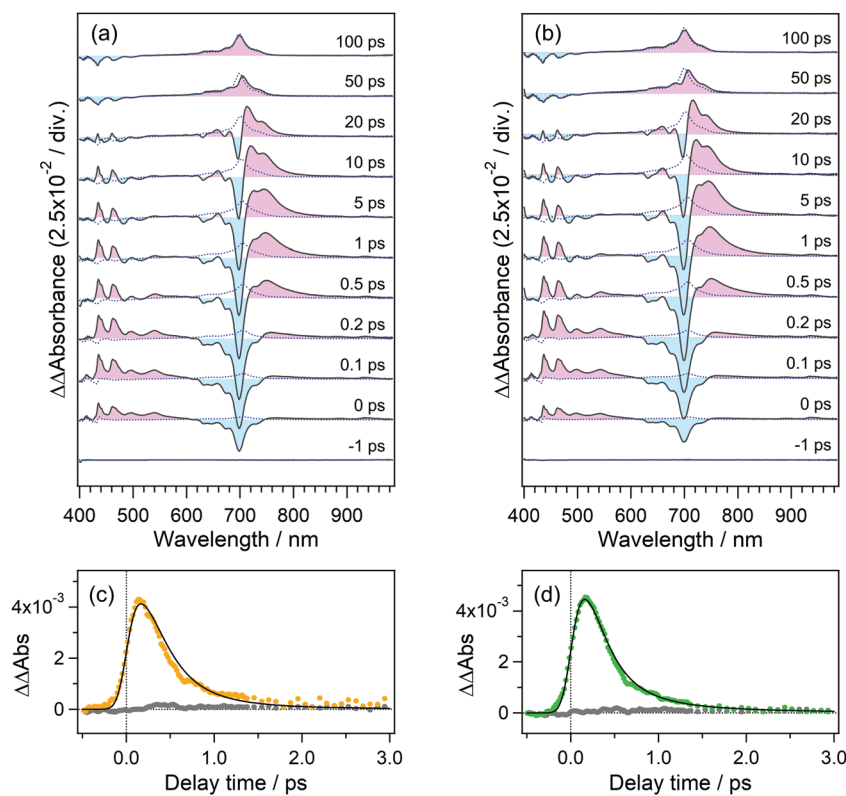 (a)
100 ps
50 ps
20 ps
10 ps
5 ps
1 ps
0.5 ps
0.2 ps
0.1 ps
0 ps
-1 ps
ΔΔAbsorbance (2.5x10⁻² / div.)
400 500 600 700 800 900
Wavelength / nm
(b)
100 ps
50 ps
20 ps
10 ps
5 ps
1 ps
0.5 ps
0.2 ps
0.1 ps
0 ps
-1 ps
ΔΔAbsorbance (2.5x10⁻² / div.)
400 500 600 700 800 900
Wavelength / nm
(c)
4x10⁻³
2
0
ΔΔAbs
0.0 1.0 2.0 3.0
Delay time / ps
(d)
4x10⁻³
2
0
ΔΔAbs
0.0 1.0 2.0 3.0
Delay time / ps